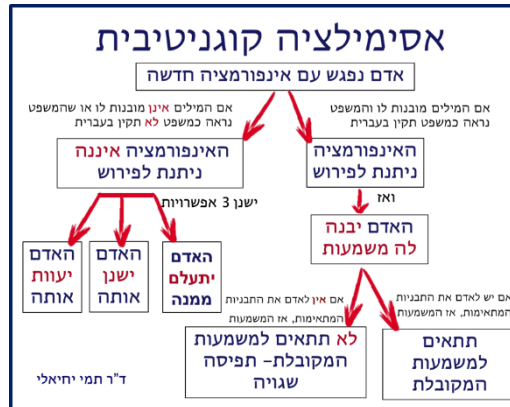 אסימילציה קוגניטיבית
אדם נפגש עם אינפורמציה חדשה
אם המילים מובנות לו והמשפט
נראה כמשפט תקין בעברית
אם המילים אינן מובנות לו או שהמשפט
נראה כמשפט לא תקין בעברית
האינפורמציה
ניתנת לפירוש
האינפורמציה איננה
ניתנת לפירוש
ואז
ישנן 3 אפשרויות
האדם יבנה
לה משמעות
האדם
יתעלם
ממנה
האדם
ישנן
אותה
האדם
יעוות
אותה
אם יש לאדם את התבניות
המתאימות, אז המשמעות
אם אין לאדם את התבניות
המתאימות, אז המשמעות
תתאים
למשמעות
המקובלת
לא תתאים למשמעות
המקובלת- תפיסה
שגויה
ד"ר תמי יחיאלי